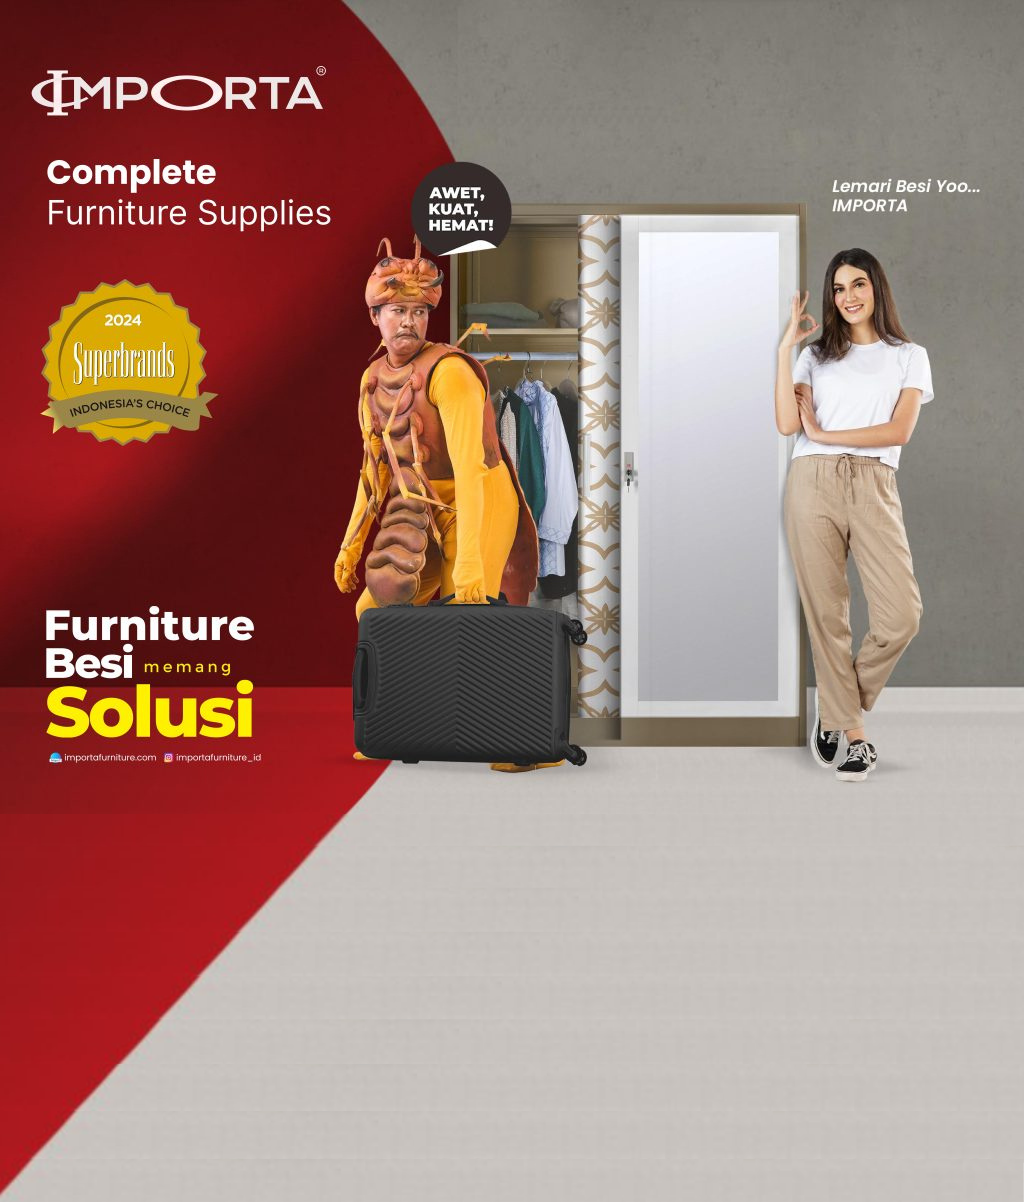 IMPORTA®
Complete
Furniture Supplies
AWET,
KUAT,
HEMAT!
Lemari Besi Yoo...
IMPORTA
2024
Superbrands
INDONESIA'S CHOICE
Furniture
Besi memang
Solusi
importafurniture.com importafurniture_id